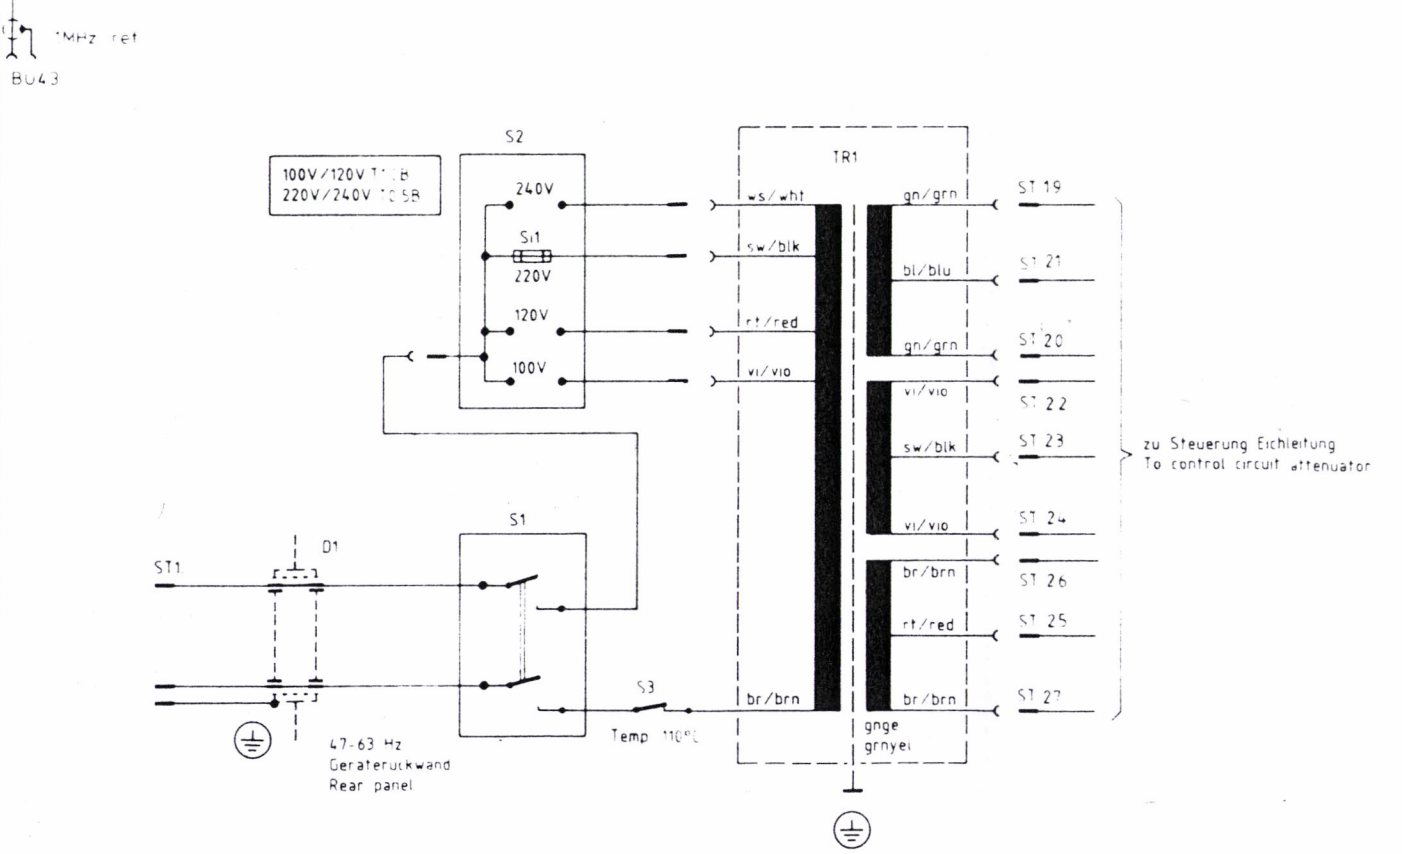 1MHz ref
BU43
S2
TR1
100V/120V
220V/240V T0.5B
240V
Si1
220V
120V
100V
ws/wht
sw/blk
rt/red
vi/vio
gn/grn
bl/blu
gn/grn
vi/vio
sw/blk
vi/vio
br/brn
rt/red
br/brn
ST 19
ST 21
ST 20
ST 22
ST 23
ST 24
ST 26
ST 25
ST 27
zu Steuerung Eichleitung
To control circuit attenuator
S1
D1
ST1
S3
Temp 110°C
br/brn
gnge
grnyel
47-63 Hz
Geräterückwand
Rear panel